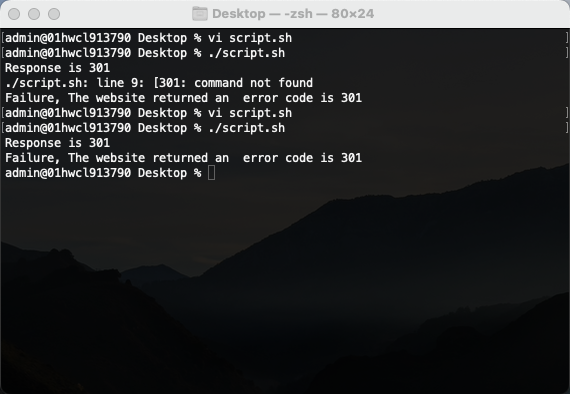 Desktop — -zsh — 80×24
[admin@01hwcl913790 Desktop % vi script.sh ]
[admin@01hwcl913790 Desktop % ./script.sh ]
Response is 301
./script.sh: line 9: [301: command not found
Failure, The website returned an  error code is 301
[admin@01hwcl913790 Desktop % vi script.sh ]
[admin@01hwcl913790 Desktop % ./script.sh ]
Response is 301
Failure, The website returned an  error code is 301
admin@01hwcl913790 Desktop %